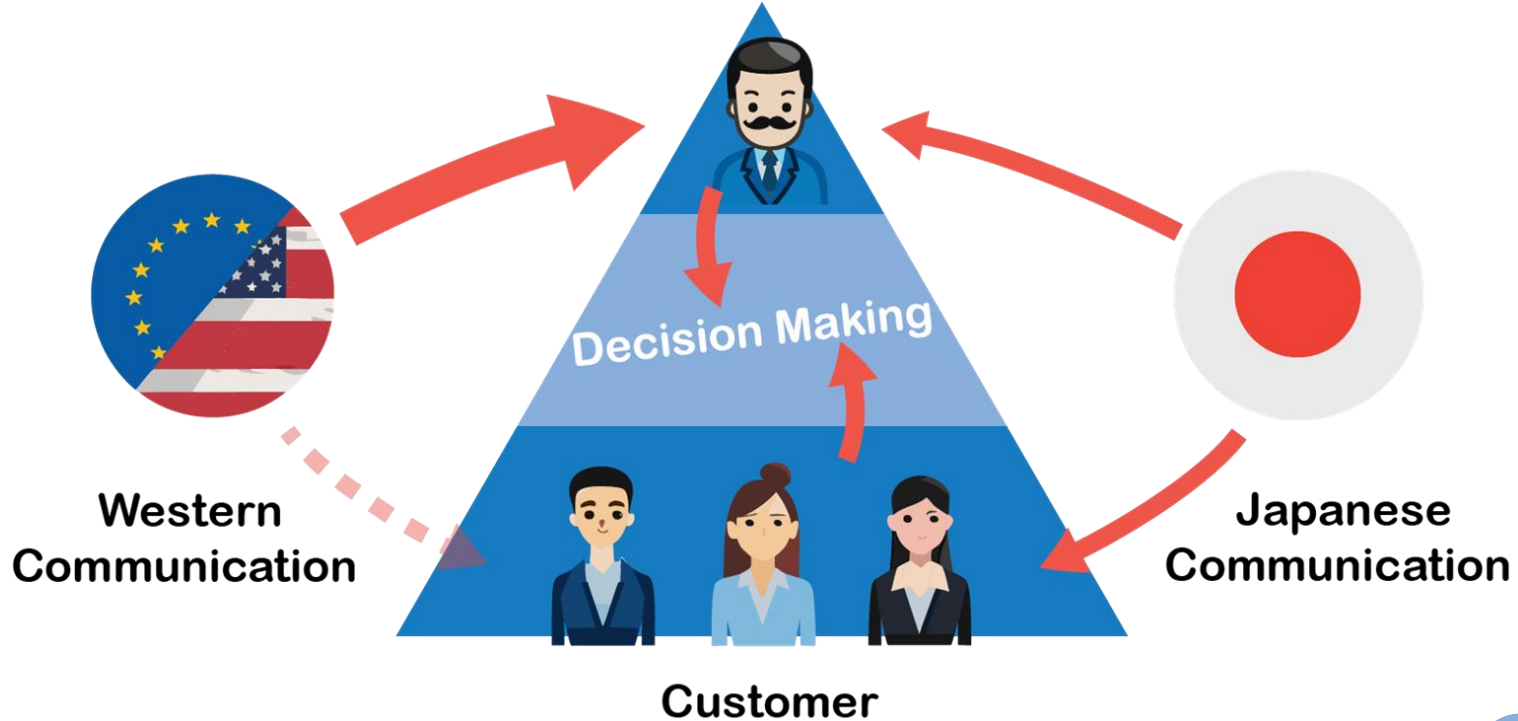 Decision Making
Western
Communication
Japanese
Communication
Customer